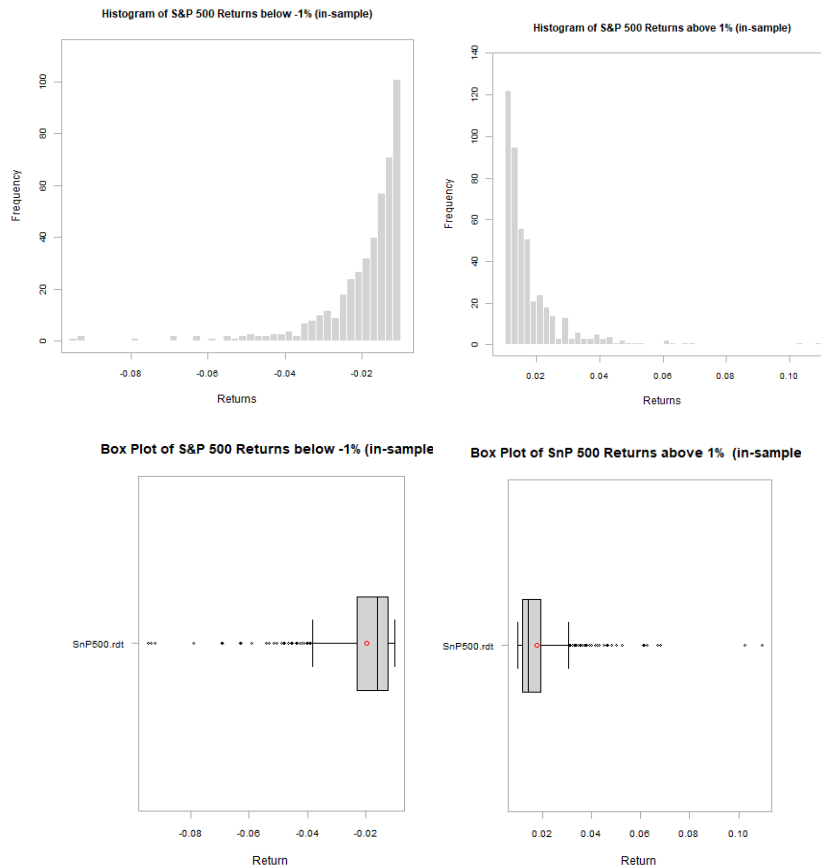 Histogram of S&P 500 Returns below -1% (in-sample)
Frequency
100
80
60
40
20
0
-0.08
-0.06
-0.04
-0.02
Returns
Histogram of S&P 500 Returns above 1% (in-sample)
Frequency
140
120
100
80
60
40
20
0
0.02
0.04
0.06
0.08
0.10
Returns
Box Plot of S&P 500 Returns below -1% (in-sample
SnP500.rdt
-0.08
-0.06
-0.04
-0.02
Return
Box Plot of SnP 500 Returns above 1% (in-sample
SnP500.rdt
0.02
0.04
0.06
0.08
0.10
Return